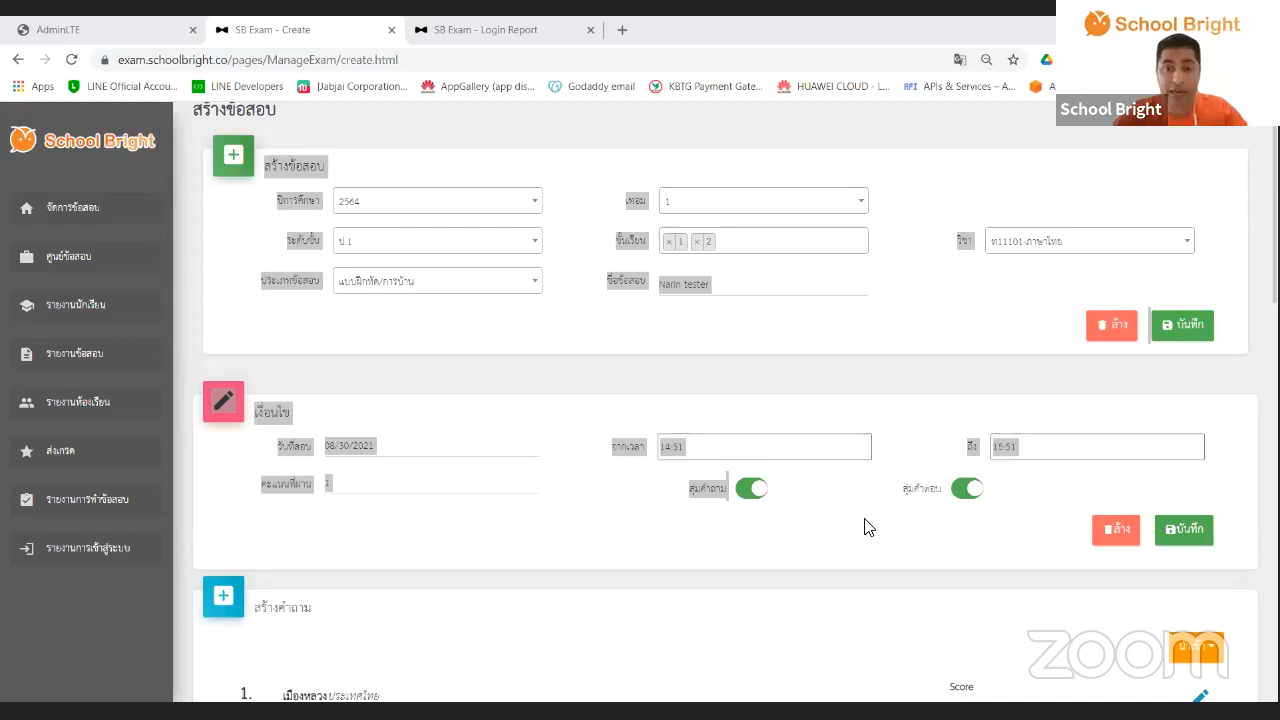 AdminLTE
SB Exam - Create
SB Exam - Login Report
School Bright
exam.schoolbright.co/pages/ManageExam/create.html
Apps
LINE Official Accou...
LINE Developers
[Jabjai Corporation...
AppGallery (app dis...
Godaddy email
KBTG Payment Gate...
HUAWEI CLOUD - L...
API APIs & Services – A...
A
School Bright
สร้างข้อสอบ
School Bright
สร้างข้อสอบ
ปีการศึกษา 2564 เทอม 1
ระดับชั้น ป.1 ชั้นเรียน × 1 × 2 วิชา ท11101-ภาษาไทย
ประเภทข้อสอบ แบบฝึกหัด/การบ้าน ชื่อข้อสอบ Narin tester
ล้าง บันทึก
จัดการข้อสอบ
ศูนย์ข้อสอบ
รายงานนักเรียน
รายงานข้อสอบ
รายงานห้องเรียน
ส่งเกรด
รายงานการทำข้อสอบ
รายงานการเข้าสู่ระบบ
เงื่อนไข
วันที่สอบ 08/30/2021 จากเวลา 14:51 ถึง 15:51
คะแนนที่ผ่าน 1 สุ่มคำถาม สุ่มคำตอบ
ล้าง บันทึก
สร้างคำถาม
นำเข้า
zoom
Score
1. เมืองหลวงประเทศไทย